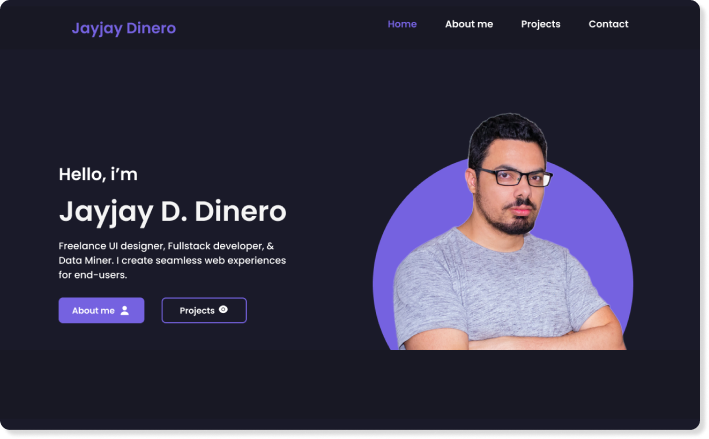 Jayjay Dinero
Home About me Projects Contact
Hello, i'm
Jayjay D. Dinero
Freelance UI designer, Fullstack developer, &
Data Miner. I create seamless web experiences
for end-users.
About me
Projects